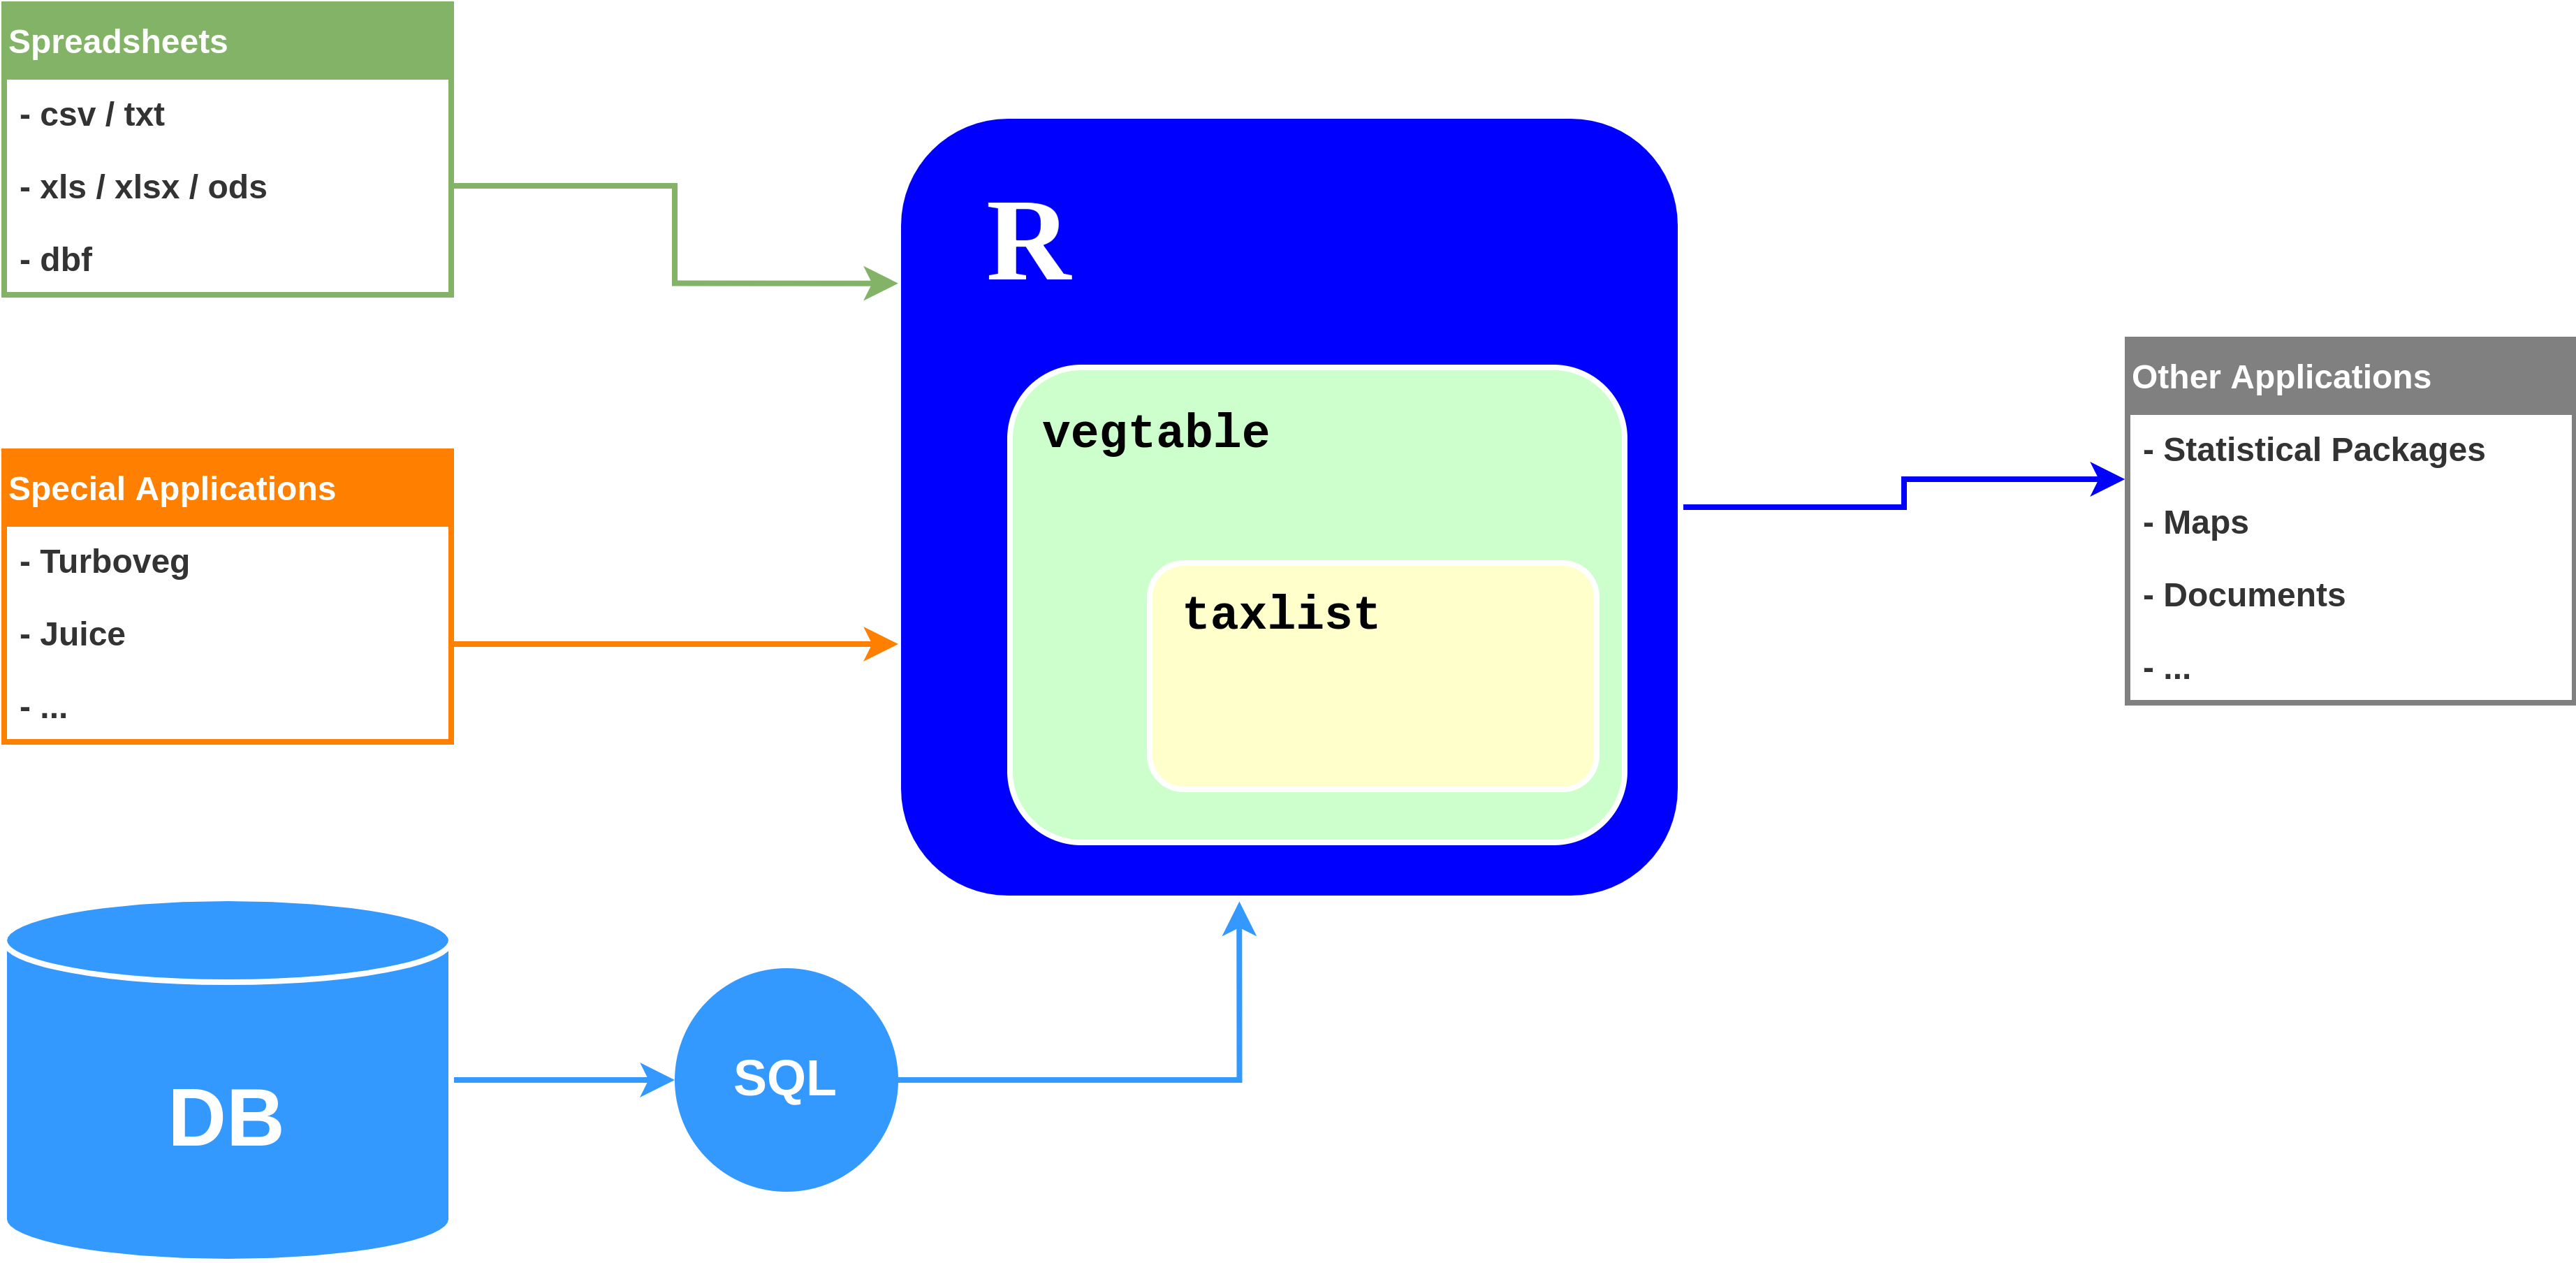 Spreadsheets
- csv / txt
- xls / xlsx / ods
- dbf
Special Applications
- Turboveg
- Juice
- ...
DB
SQL
R
vegtable
taxlist
Other Applications
- Statistical Packages
- Maps
- Documents
- ...